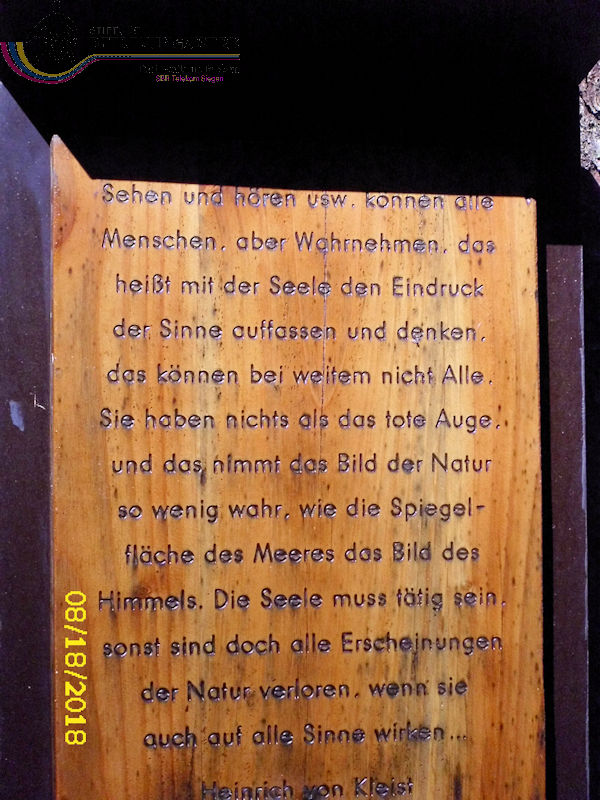 SBR Telekom Siegen
Sehen und hören usw. können alle
Menschen, aber Wahrnehmen, das
heißt mit der Seele den Eindruck
der Sinne auffassen und denken,
das können bei weitem nicht Alle.
Sie haben nichts als das tote Auge,
und das nimmt das Bild der Natur
so wenig wahr, wie die Spiegel-
fläche des Meeres das Bild des
Himmels. Die Seele muss tätig sein,
sonst sind doch alle Erscheinungen
der Natur verloren, wenn sie
auch auf alle Sinne wirken...
Heinrich von Kleist
08/18/2018